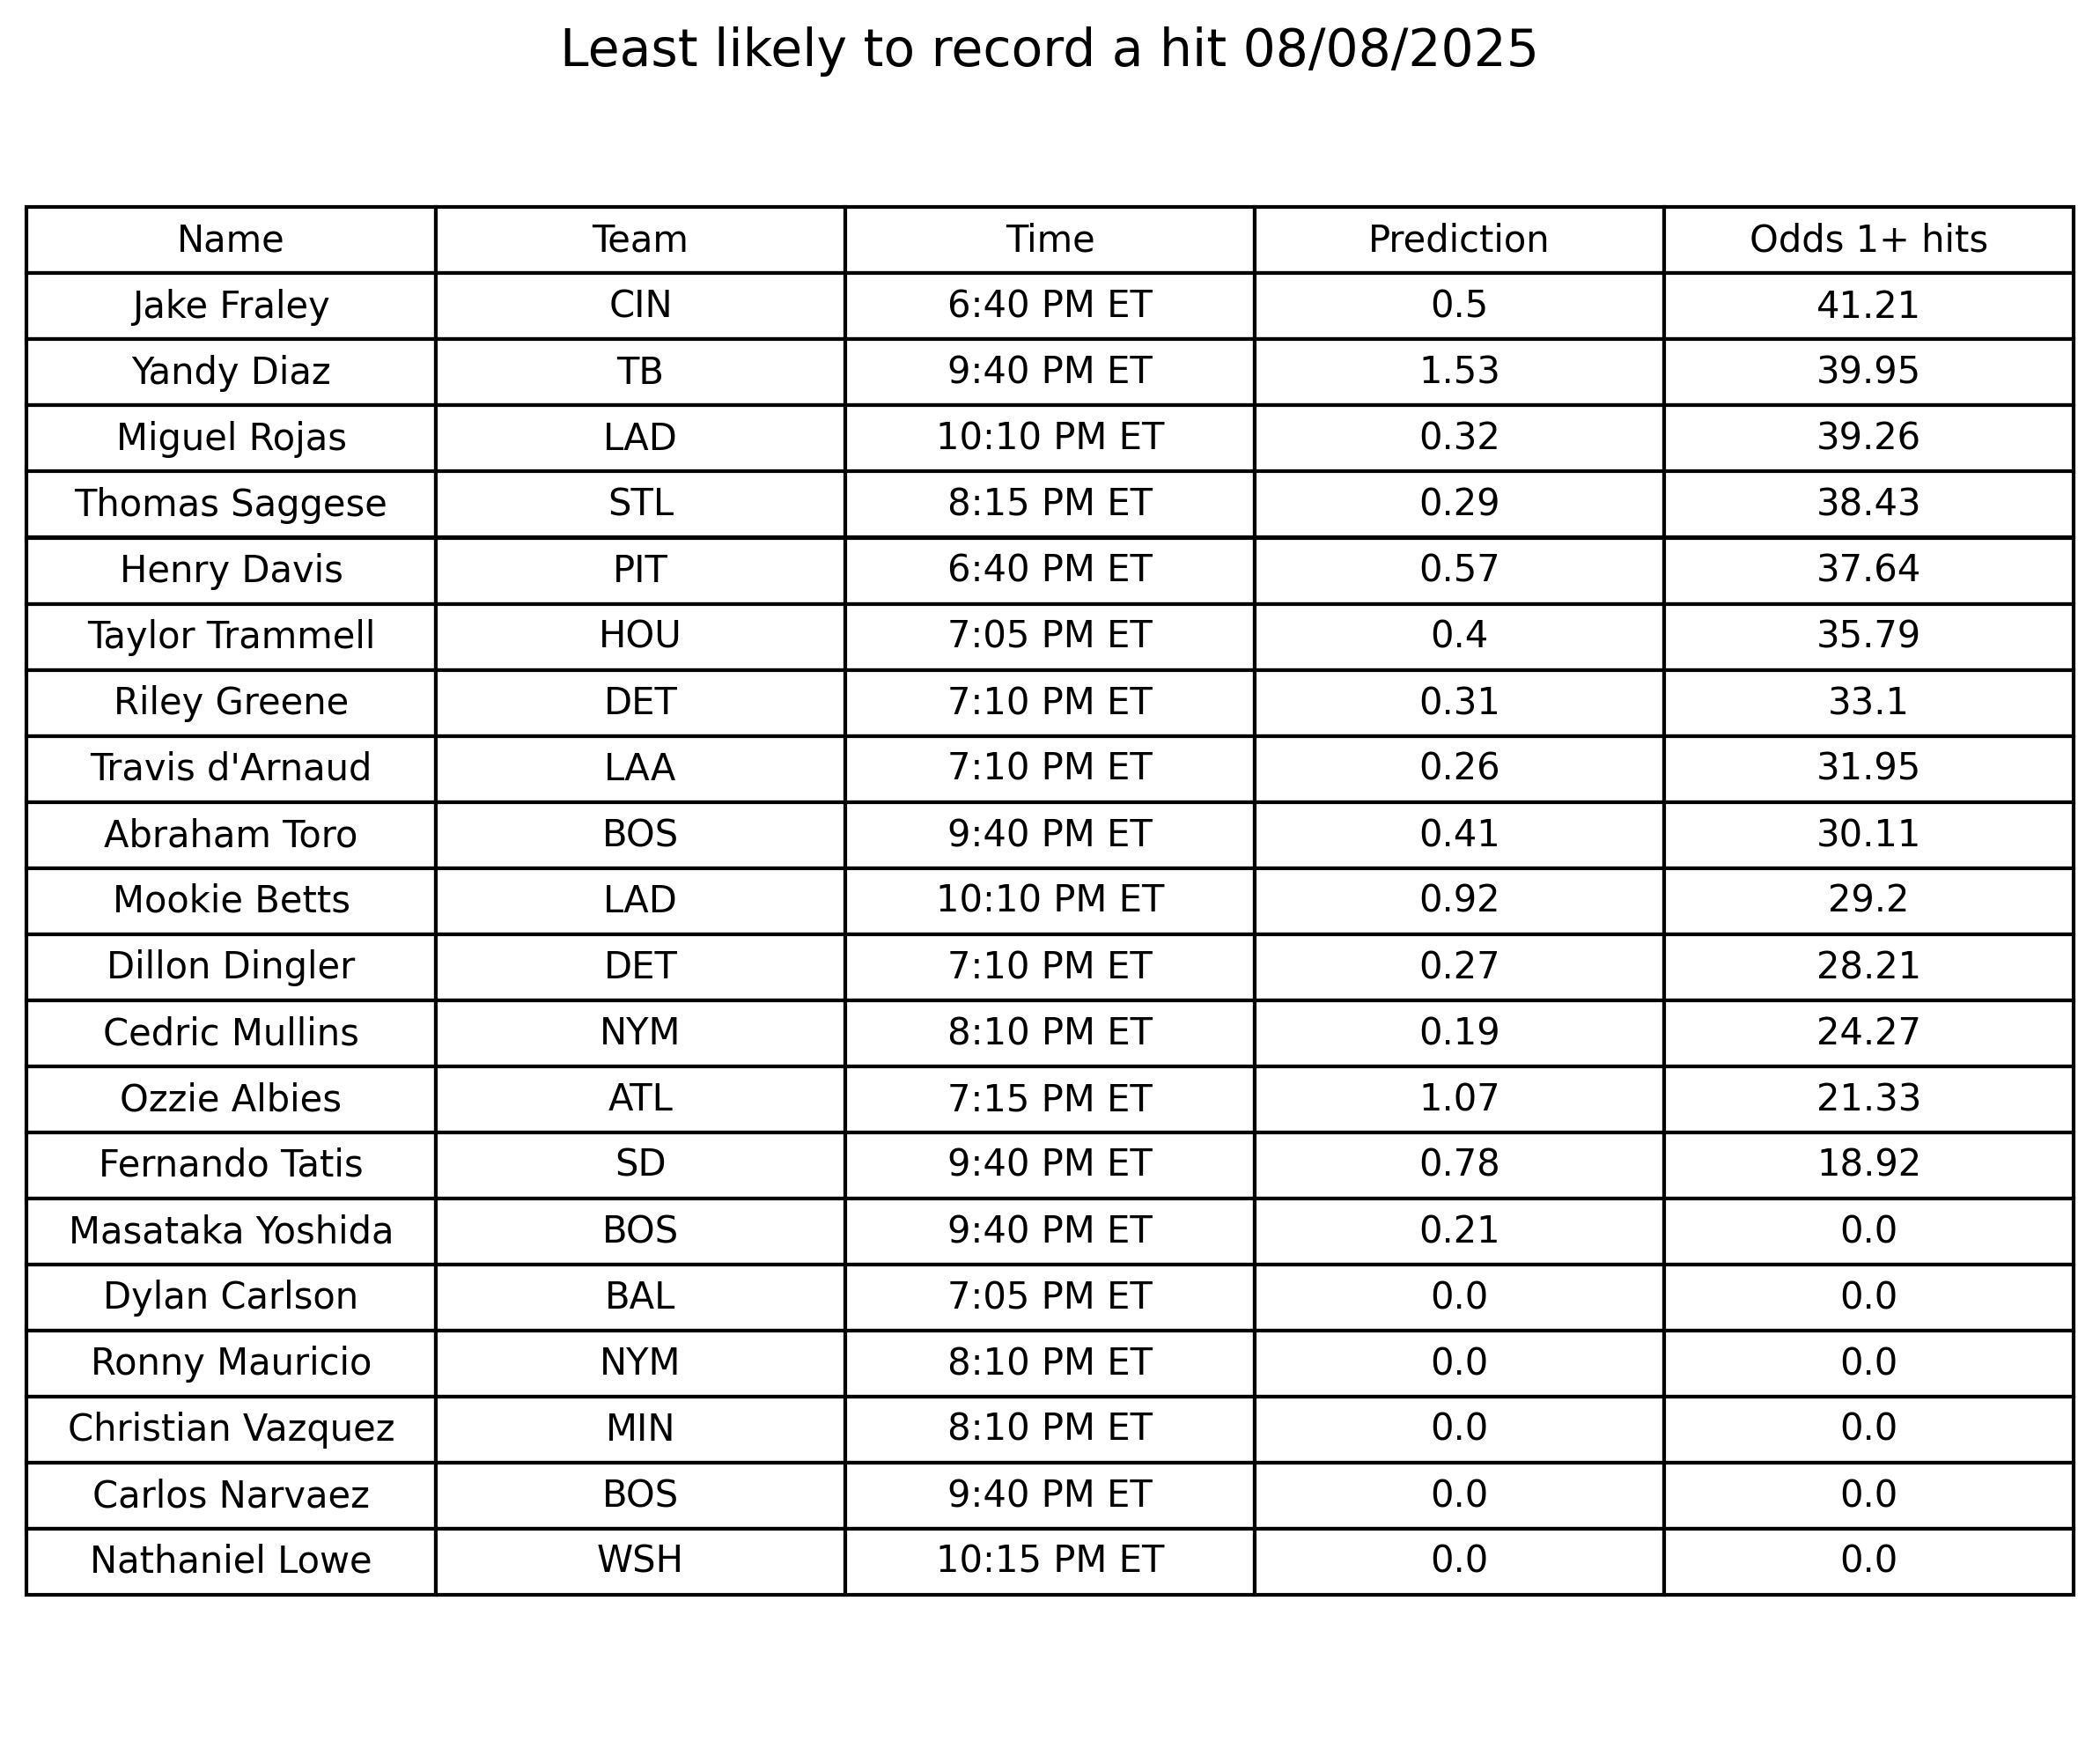 Least likely to record a hit 08/08/2025
Name Team Time Prediction Odds 1+ hits
Jake Fraley CIN 6:40 PM ET 0.5 41.21
Yandy Diaz TB 9:40 PM ET 1.53 39.95
Miguel Rojas LAD 10:10 PM ET 0.32 39.26
Thomas Saggese STL 8:15 PM ET 0.29 38.43
Henry Davis PIT 6:40 PM ET 0.57 37.64
Taylor Trammell HOU 7:05 PM ET 0.4 35.79
Riley Greene DET 7:10 PM ET 0.31 33.1
Travis d'Arnaud LAA 7:10 PM ET 0.26 31.95
Abraham Toro BOS 9:40 PM ET 0.41 30.11
Mookie Betts LAD 10:10 PM ET 0.92 29.2
Dillon Dingler DET 7:10 PM ET 0.27 28.21
Cedric Mullins NYM 8:10 PM ET 0.19 24.27
Ozzie Albies ATL 7:15 PM ET 1.07 21.33
Fernando Tatis SD 9:40 PM ET 0.78 18.92
Masataka Yoshida BOS 9:40 PM ET 0.21 0.0
Dylan Carlson BAL 7:05 PM ET 0.0 0.0
Ronny Mauricio NYM 8:10 PM ET 0.0 0.0
Christian Vazquez MIN 8:10 PM ET 0.0 0.0
Carlos Narvaez BOS 9:40 PM ET 0.0 0.0
Nathaniel Lowe WSH 10:15 PM ET 0.0 0.0